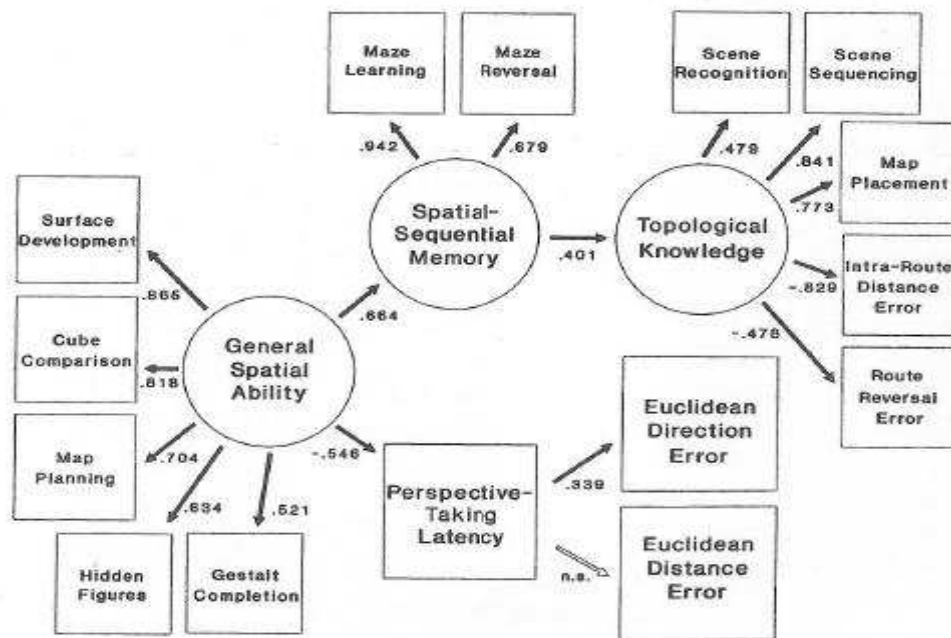 Maze
Learning
Maze
Reversal
Scene
Recognition
Scene
Sequencing
.942
.679
.479
.841
Map
Placement
.773
Surface
Development
Spatial-
Sequential
Memory
Topological
Knowledge
.401
-.829
Intra-Route
Distance
Error
.865
.664
-.478
Cube
Comparison
.818
General
Spatial
Ability
Route
Reversal
Error
Euclidean
Direction
Error
Map
Planning
.704
-.546
.339
Perspective-
Taking
Latency
.634
.521
Hidden
Figures
Gestalt
Completion
n.s.
Euclidean
Distance
Error